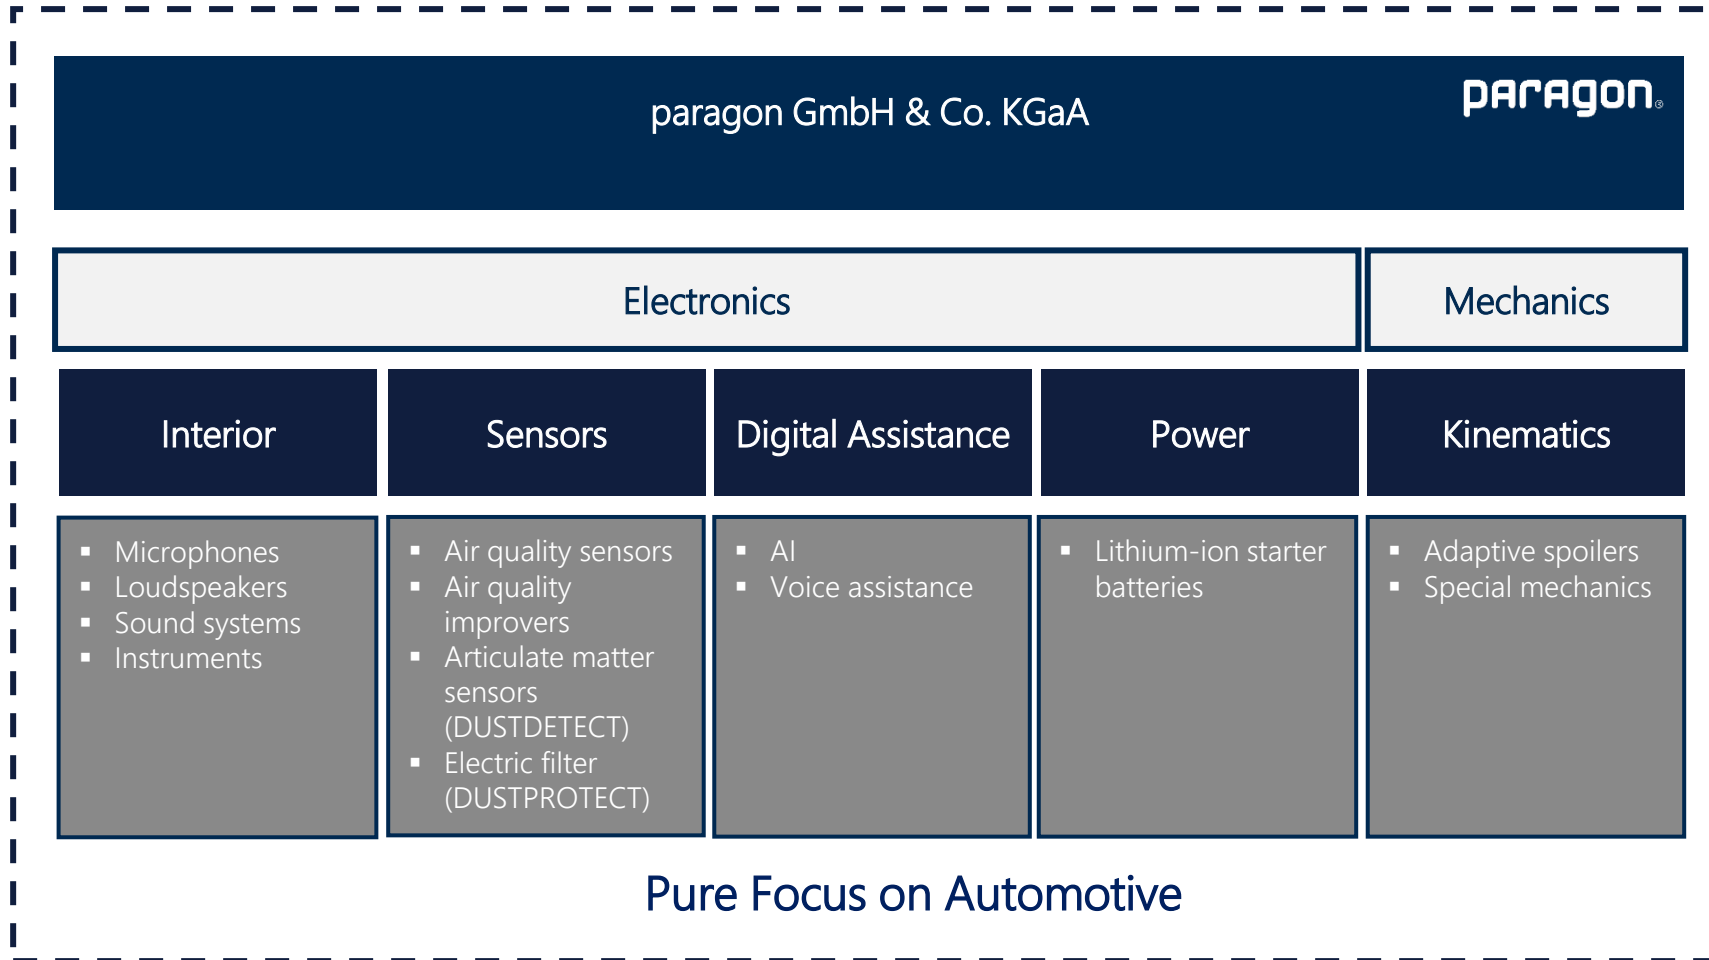 paragon GmbH & Co. KGaA
paragon®
Electronics
Mechanics
Interior
Sensors
Digital Assistance
Power
Kinematics
▪ Microphones
▪ Loudspeakers
▪ Sound systems
▪ Instruments
▪ Air quality sensors
▪ Air quality
improvers
▪ Articulate matter
sensors
(DUSTDETECT)
▪ Electric filter
(DUSTPROTECT)
▪ AI
▪ Voice assistance
▪ Lithium-ion starter
batteries
▪ Adaptive spoilers
▪ Special mechanics
Pure Focus on Automotive